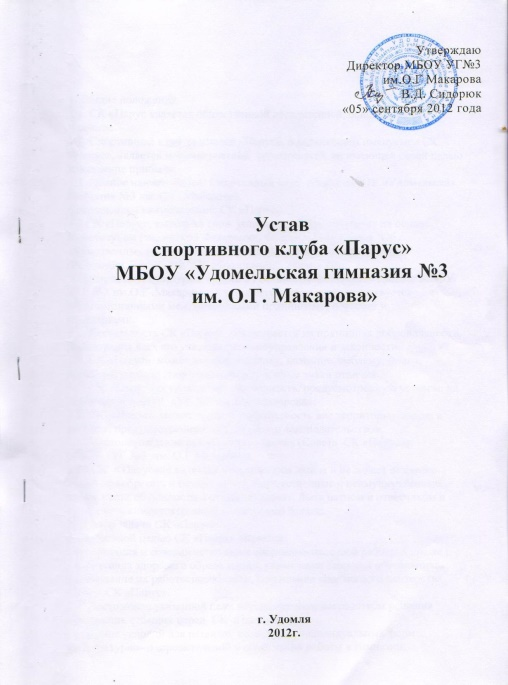 Утверждаю
Директор МБОУ УГ№3
им.О.Г Макарова
В.Д. Сидорюк
«05» сентября 2012 года
Устав
спортивного клуба «Парус»
МБОУ «Удомельская гимназия №3
им. О.Г. Макарова»
г. Удомля
2012г.